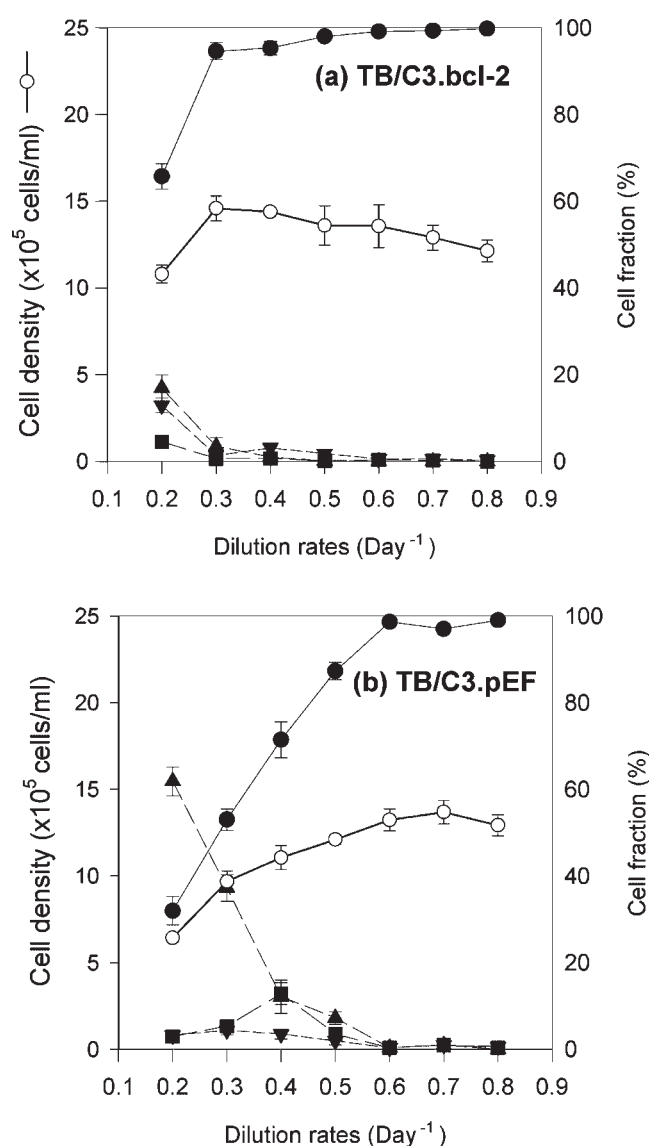 (a) TB/C3.bcl-2
Cell density (x10⁵ cells/ml)
25
20
15
10
5
0
100
80
60
40
20
0
Cell fraction (%)
0.1 0.2 0.3 0.4 0.5 0.6 0.7 0.8 0.9
Dilution rates (Day⁻¹)
(b) TB/C3.pEF
Cell density (x10⁵ cells/ml)
25
20
15
10
5
0
100
80
60
40
20
0
Cell fraction (%)
0.1 0.2 0.3 0.4 0.5 0.6 0.7 0.8 0.9
Dilution rates (Day⁻¹)